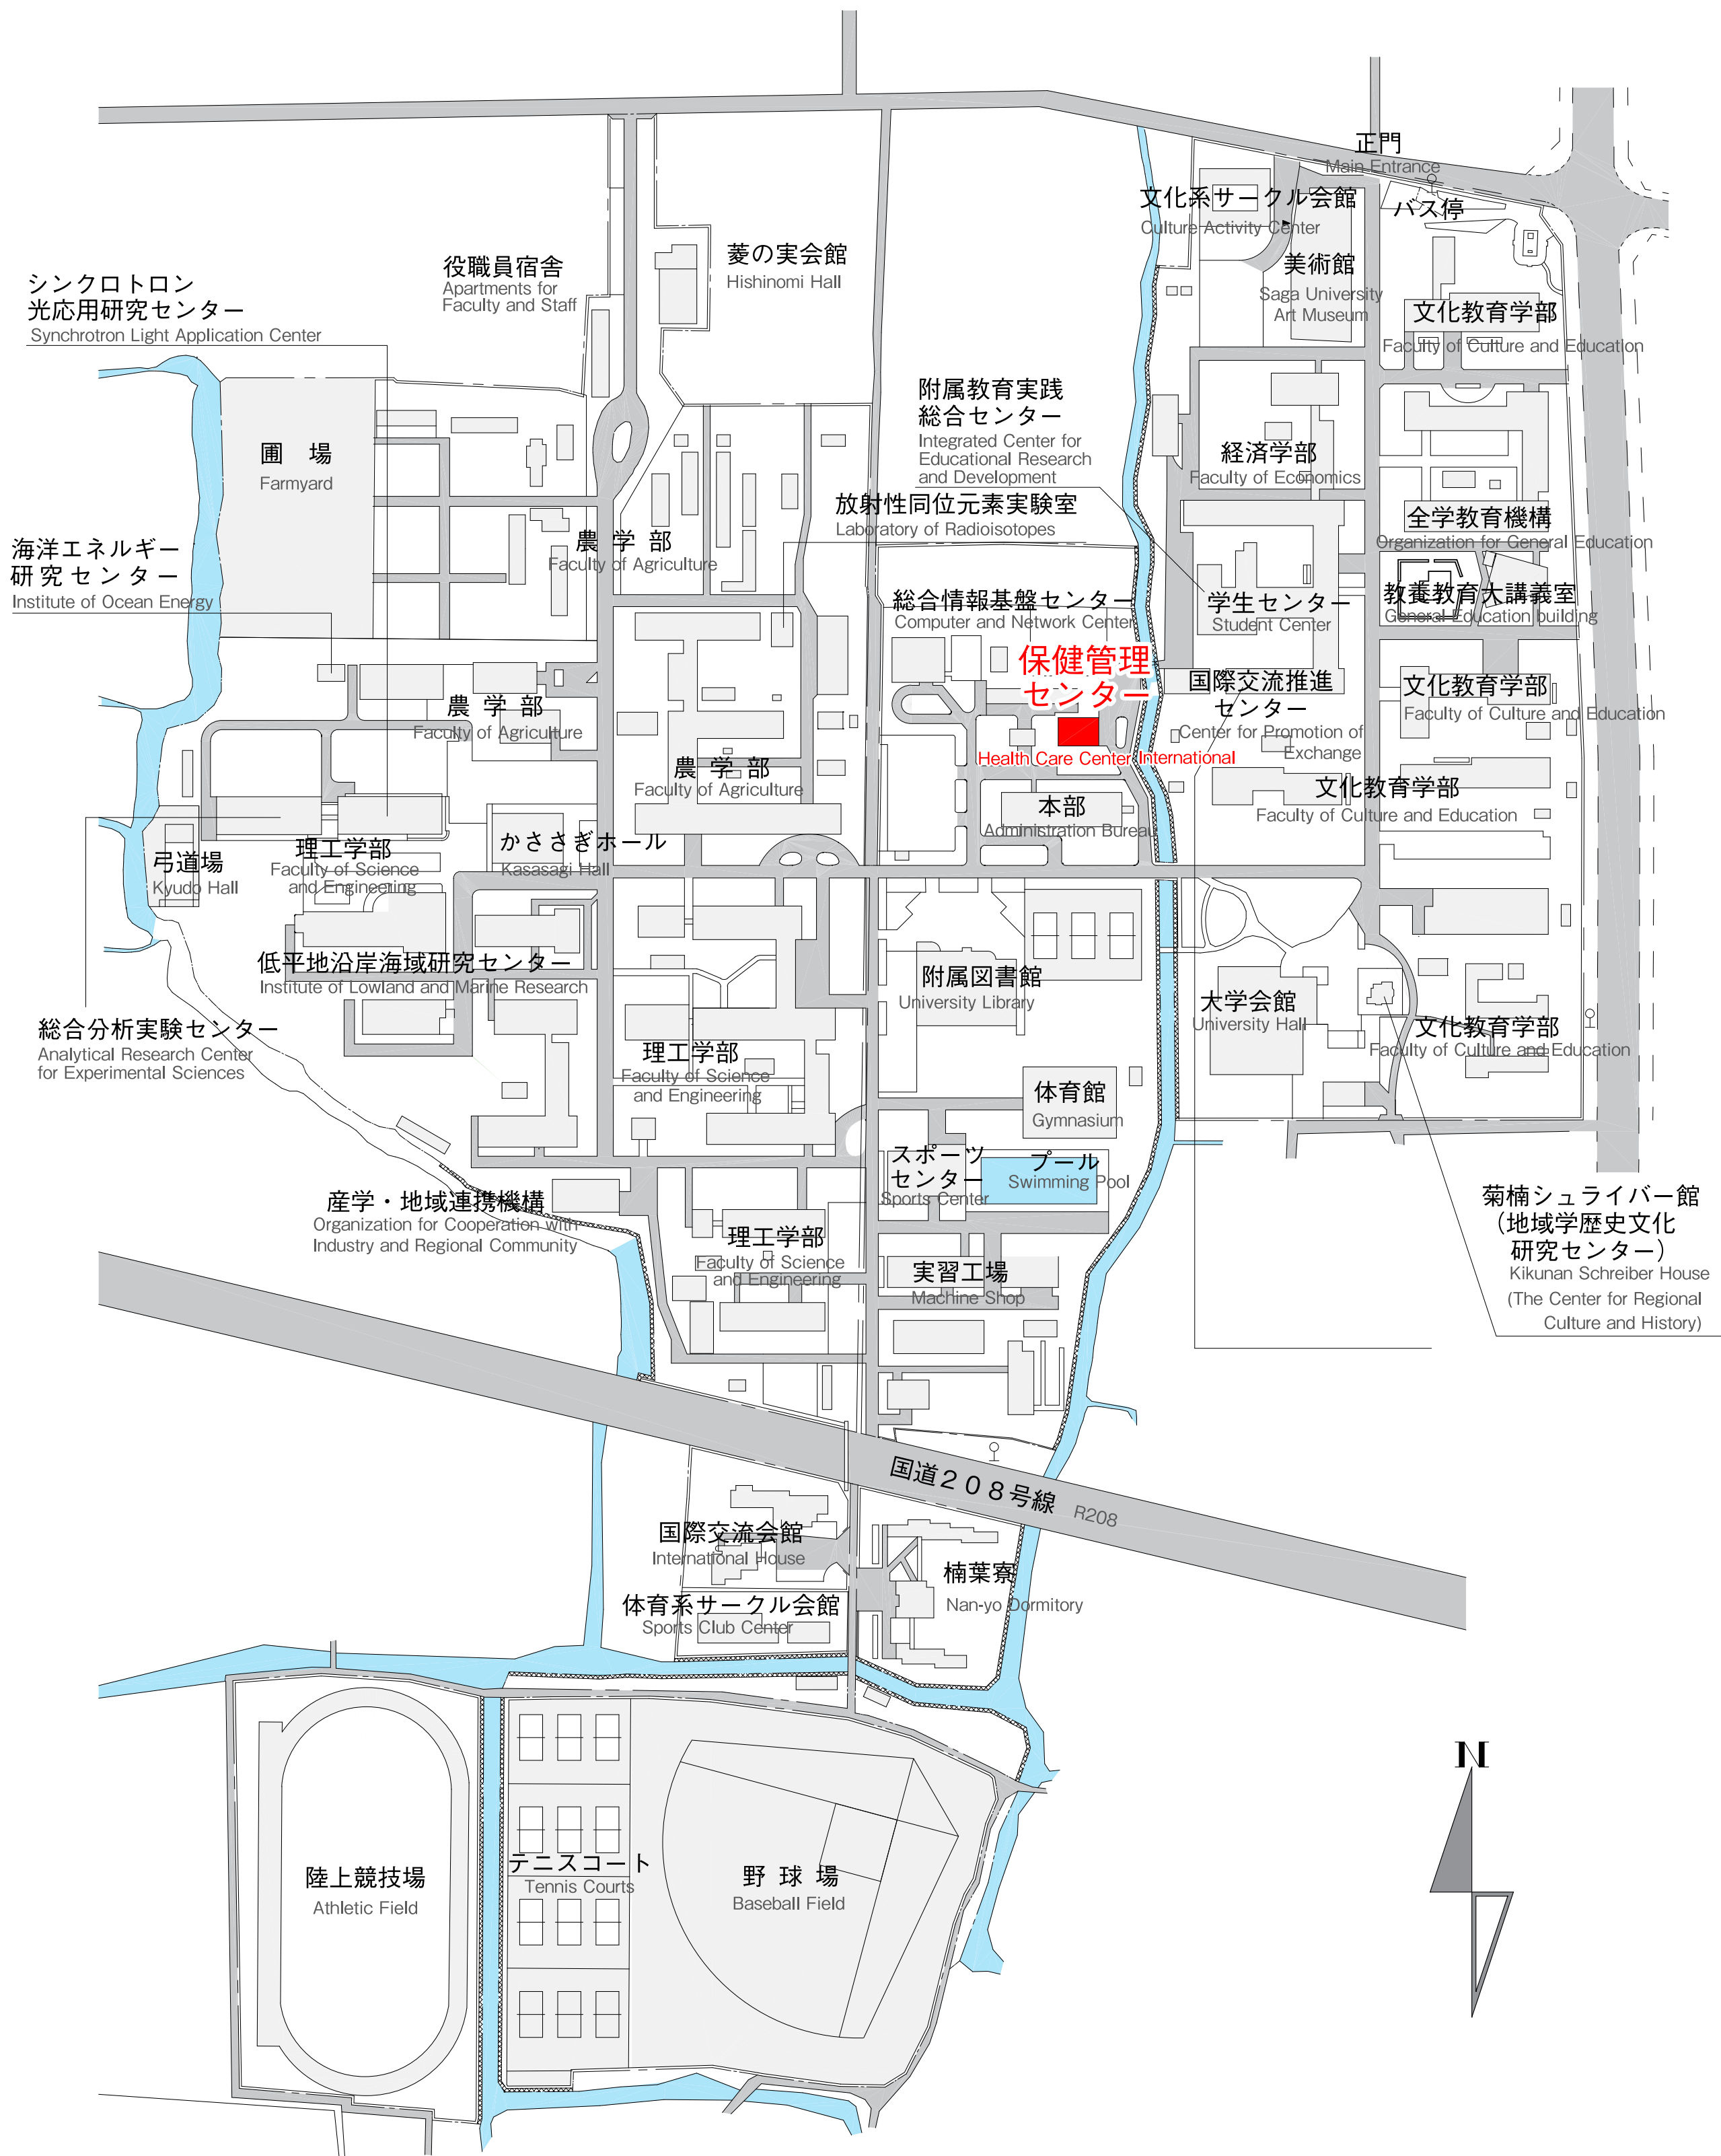 正門
Main Entrance
バス停
文化系サークル会館
Culture Activity Center
美術館
Saga University
Art Museum
菱の実会館
Hishinomi Hall
役職員宿舎
Apartments for
Faculty and Staff
シンクロトロン
光応用研究センター
Synchrotron Light Application Center
文化教育学部
Faculty of Culture and Education
附属教育実践
総合センター
Integrated Center for
Educational Research
and Development
経済学部
Faculty of Economics
圃 場
Farmyard
放射性同位元素実験室
Laboratory of Radioisotopes
全学教育機構
Organization for General Education
海洋エネルギー
研究センター
Institute of Ocean Energy
農 学 部
Faculty of Agriculture
総合情報基盤センター
Computer and Network Center
学生センター
Student Center
教養教育大講義室
General Education building
保健管理
センター
Health Care Center International
国際交流推進
センター
Center for Promotion of
Exchange
文化教育学部
Faculty of Culture and Education
農 学 部
Faculty of Agriculture
農 学 部
Faculty of Agriculture
文化教育学部
Faculty of Culture and Education
本部
Administration Bureau
かささぎホール
Kasasagi Hall
理工学部
Faculty of Science
and Engineering
弓道場
Kyudo Hall
低平地沿岸海域研究センター
Institute of Lowland and Marine Research
附属図書館
University Library
大学会館
University Hall
総合分析実験センター
Analytical Research Center
for Experimental Sciences
文化教育学部
Faculty of Culture and Education
理工学部
Faculty of Science
and Engineering
体育館
Gymnasium
スポーツ
センター
Sports Center
プール
Swimming Pool
産学・地域連携機構
Organization for Cooperation with
Industry and Regional Community
菊楠シュライバー館
（地域学歴史文化
研究センター）
Kikunan Schreiber House
(The Center for Regional
Culture and History)
理工学部
Faculty of Science
and Engineering
実習工場
Machine Shop
国道２０８号線 R208
国際交流会館
International House
楠葉寮
Nan-yo Dormitory
体育系サークル会館
Sports Club Center
N
陸上競技場
Athletic Field
テニスコート
Tennis Courts
野 球 場
Baseball Field